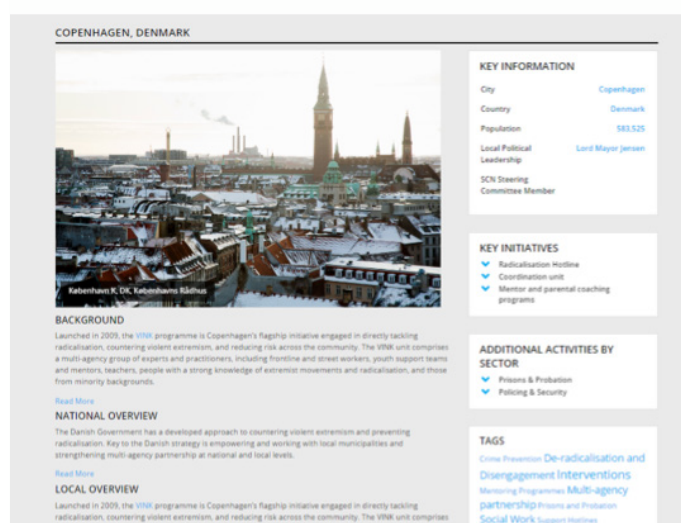 COPENHAGEN, DENMARK
København K, DK, Københavns Rådhus
BACKGROUND
Launched in 2009, the VINK programme is Copenhagen's flagship initiative engaged in directly tackling
radicalisation, countering violent extremism, and reducing risk across the community. The VINK unit comprises
a multi-agency group of experts and practitioners, including frontline and street workers, youth support teams
and mentors, teachers, people with a strong knowledge of extremist movements and radicalisation, and those
from minority backgrounds.
Read More
NATIONAL OVERVIEW
The Danish Government has a developed approach to countering violent extremism and preventing
radicalisation. Key to the Danish strategy is empowering and working with local municipalities and
strengthening multi-agency partnership at national and local levels.
Read More
LOCAL OVERVIEW
Launched in 2009, the VINK programme is Copenhagen's flagship initiative engaged in directly tackling
radicalisation, countering violent extremism, and reducing risk across the community. The VINK unit comprises
KEY INFORMATION
City Copenhagen
Country Denmark
Population 583,525
Local Political Lord Mayor Jensen
Leadership
SCN Steering
Committee Member
KEY INITIATIVES
Radicalisation Hotline
Coordination unit
Mentor and parental coaching
programs
ADDITIONAL ACTIVITIES BY
SECTOR
Prisons & Probation
Policing & Security
TAGS
Crime Prevention De-radicalisation and
Disengagement Interventions
Mentoring Programmes Multi-agency
partnership Prisons and Probation
Social Work Support Hotlines